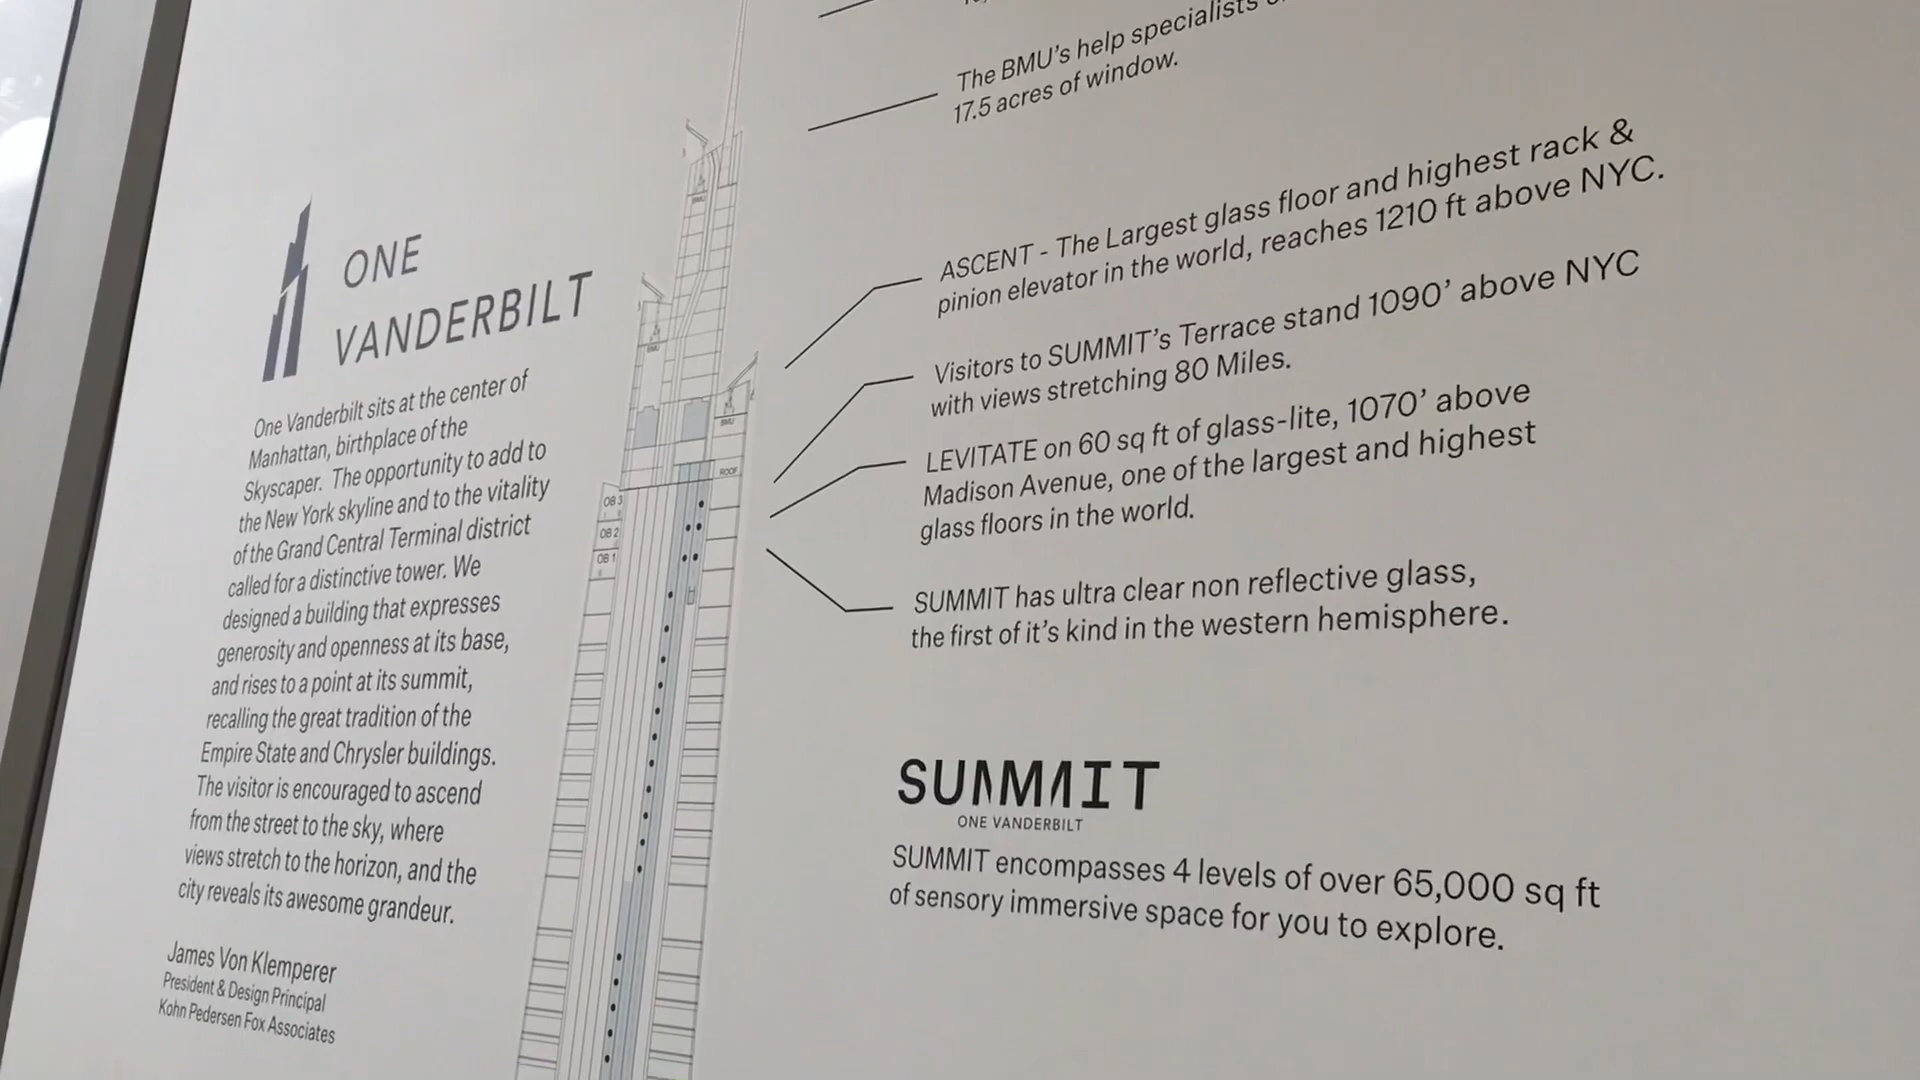 ONE
VANDERBILT
One Vanderbilt sits at the center of
Manhattan, birthplace of the
Skyscaper. The opportunity to add to
the New York skyline and to the vitality
of the Grand Central Terminal district
called for a distinctive tower. We
designed a building that expresses
generosity and openness at its base,
and rises to a point at its summit,
recalling the great tradition of the
Empire State and Chrysler buildings.
The visitor is encouraged to ascend
from the street to the sky, where
views stretch to the horizon, and the
city reveals its awesome grandeur.
James Von Klemperer
President & Design Principal
Kohn Pedersen Fox Associates
BMU
BMU
BMU
ROOF
OB 3
OB 2
OB 1
The BMU's help specialists
17.5 acres of window.
ASCENT - The Largest glass floor and highest rack &
pinion elevator in the world, reaches 1210 ft above NYC.
Visitors to SUMMIT's Terrace stand 1090' above NYC
with views stretching 80 Miles.
LEVITATE on 60 sq ft of glass-lite, 1070' above
Madison Avenue, one of the largest and highest
glass floors in the world.
SUMMIT has ultra clear non reflective glass,
the first of it's kind in the western hemisphere.
SUMMIT
ONE VANDERBILT
SUMMIT encompasses 4 levels of over 65,000 sq ft
of sensory immersive space for you to explore.